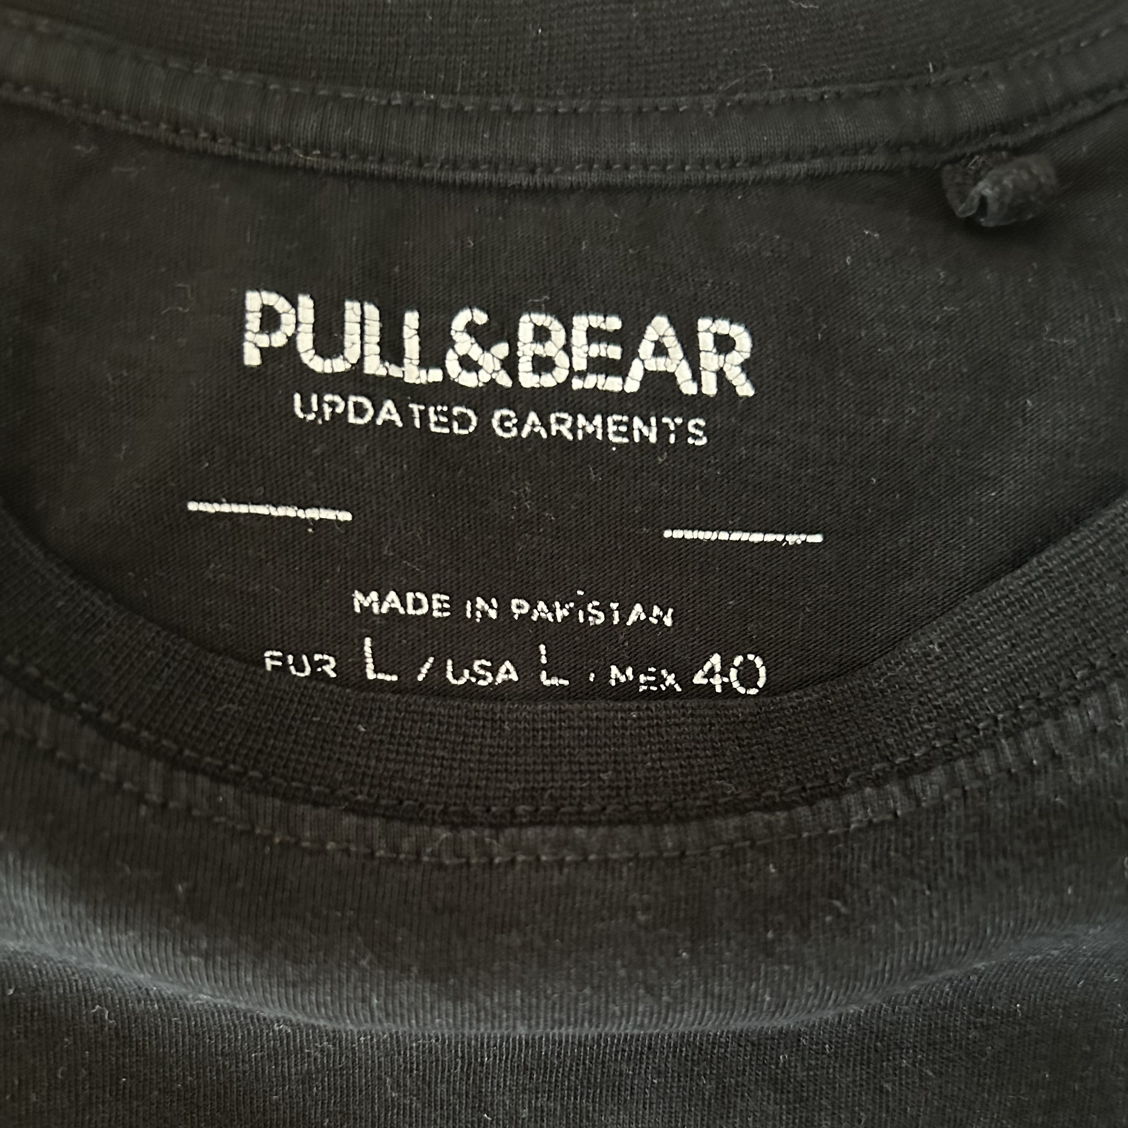 PULL&BEAR
UPDATED GARMENTS
MADE IN PAKISTAN
EUR L / USA L / MEX 40